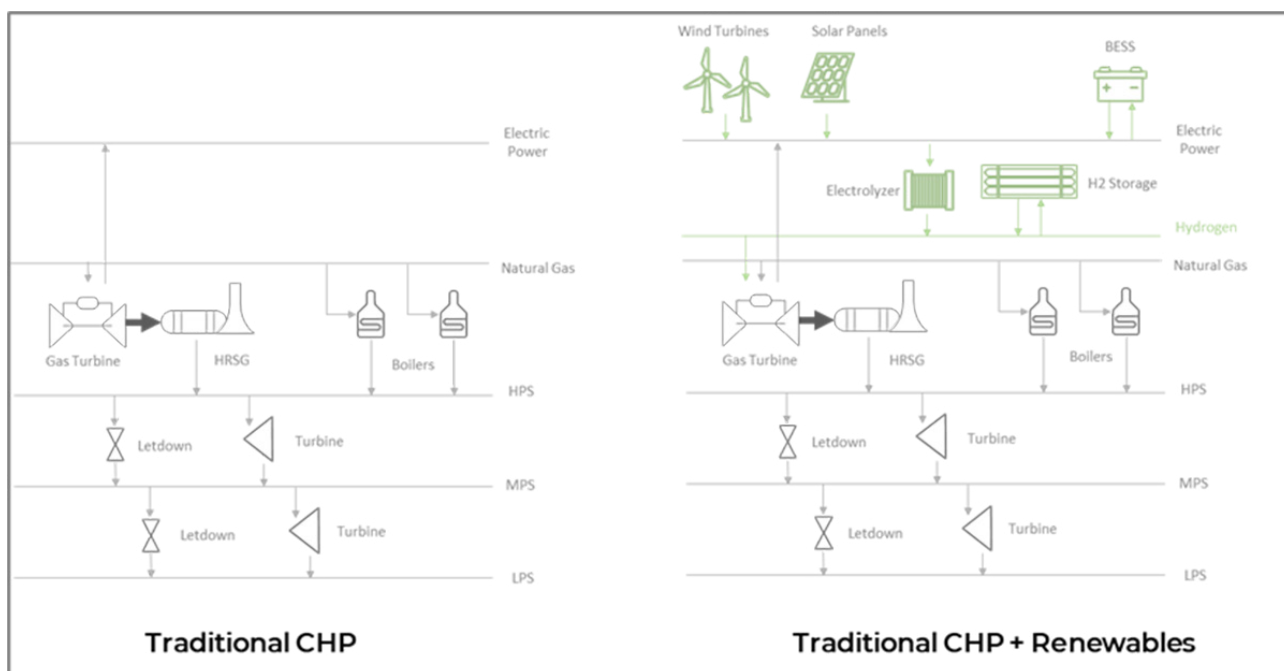 Electric
Power
Natural Gas
Gas Turbine
HRSG
Boilers
HPS
Letdown
Turbine
MPS
Letdown
Turbine
LPS
Traditional CHP
Wind Turbines
Solar Panels
BESS
+ -
Electric
Power
Electrolyzer
H2 Storage
Hydrogen
Natural Gas
Gas Turbine
HRSG
Boilers
HPS
Letdown
Turbine
MPS
Letdown
Turbine
LPS
Traditional CHP + Renewables